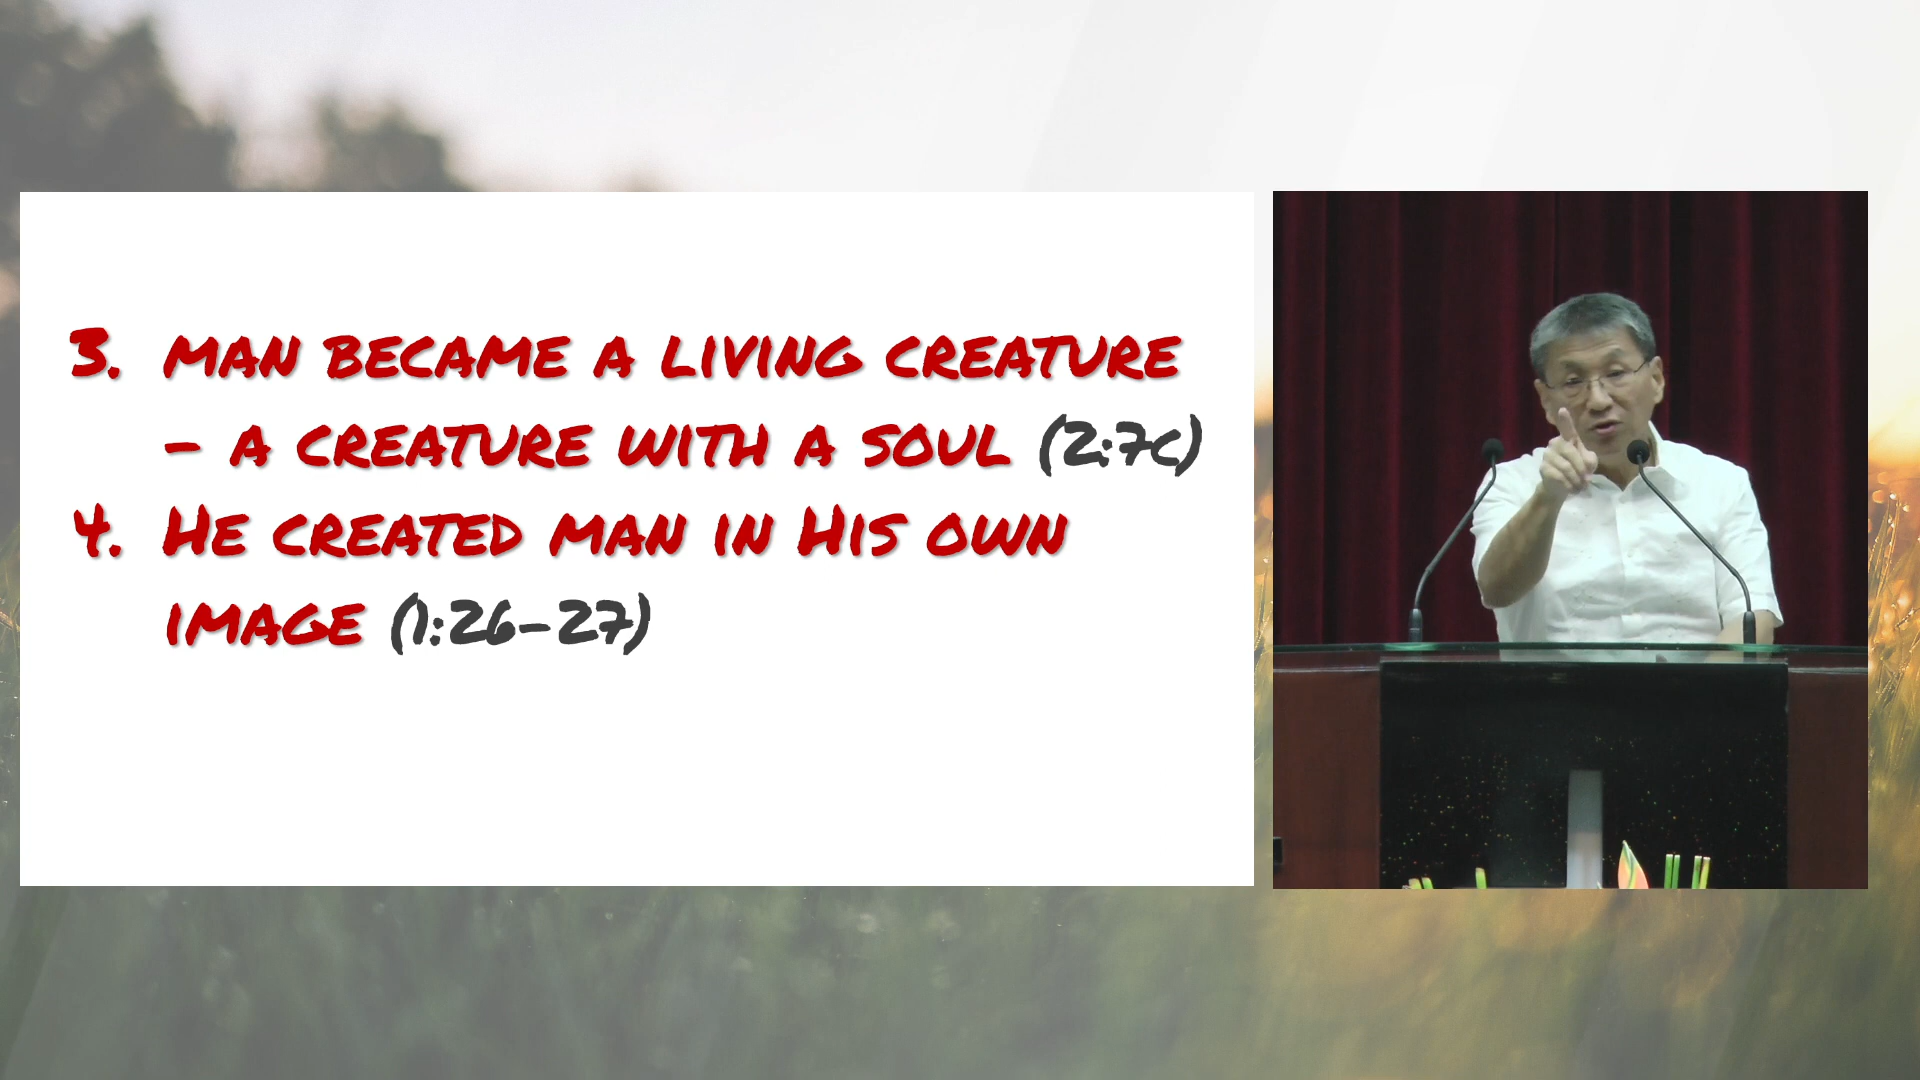 3. man became a living creature
– a creature with a soul (2:7c)
4. He created man in His own
image (1:26-27)